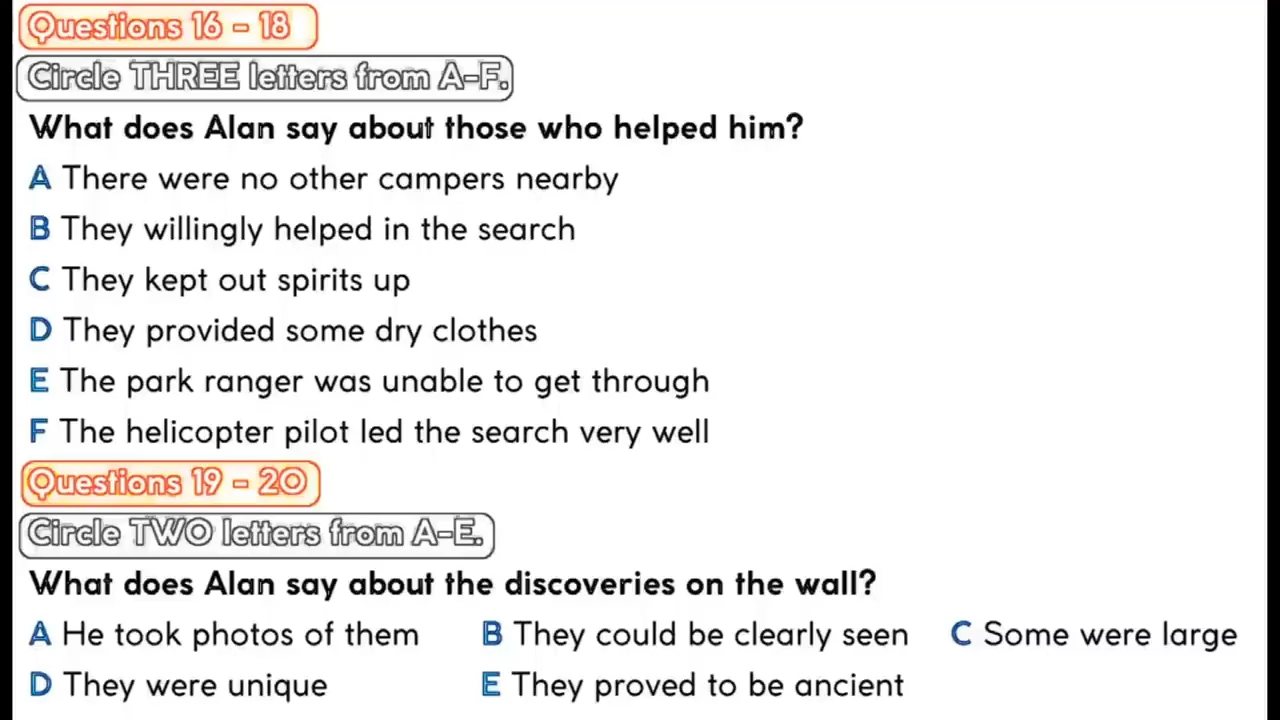 Questions 16 – 18
Circle THREE letters from A–F.
What does Alan say about those who helped him?
A There were no other campers nearby
B They willingly helped in the search
C They kept out spirits up
D They provided some dry clothes
E The park ranger was unable to get through
F The helicopter pilot led the search very well
Questions 19 – 20
Circle TWO letters from A–E.
What does Alan say about the discoveries on the wall?
A He took photos of them B They could be clearly seen C Some were large
D They were unique E They proved to be ancient